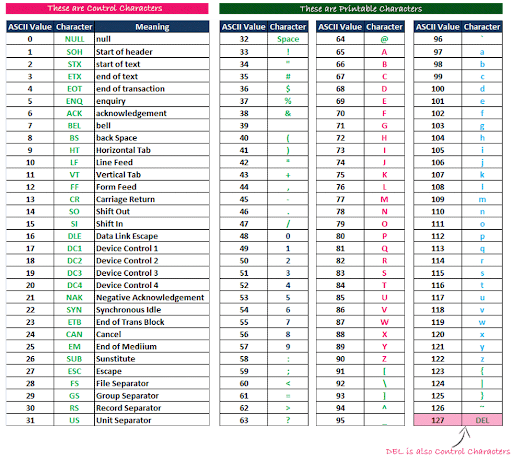 These are Control Characters These are Printable Characters
ASCII Value Character Meaning ASCII Value Character ASCII Value Character ASCII Value Character
0 NULL null 32 Space 64 @ 96 `
1 SOH Start of header 33 ! 65 A 97 a
2 STX start of text 34 " 66 B 98 b
3 ETX end of text 35 # 67 C 99 c
4 EOT end of transaction 36 $ 68 D 100 d
5 ENQ enquiry 37 % 69 E 101 e
6 ACK acknowledgement 38 & 70 F 102 f
7 BEL bell 39 71 G 103 g
8 BS back Space 40 ( 72 H 104 h
9 HT Horizontal Tab 41 ) 73 I 105 i
10 LF Line Feed 42 * 74 J 106 j
11 VT Vertical Tab 43 + 75 K 107 k
12 FF Form Feed 44 , 76 L 108 l
13 CR Carriage Return 45 - 77 M 109 m
14 SO Shift Out 46 . 78 N 110 n
15 SI Shift In 47 / 79 O 111 o
16 DLE Data Link Escape 48 0 80 P 112 p
17 DC1 Device Control 1 49 1 81 Q 113 q
18 DC2 Device Control 2 50 2 82 R 114 r
19 DC3 Device Control 3 51 3 83 S 115 s
20 DC4 Device Control 4 52 4 84 T 116 t
21 NAK Negative Acknowledgement 53 5 85 U 117 u
22 SYN Synchronous Idle 54 6 86 V 118 v
23 ETB End of Trans Block 55 7 87 W 119 w
24 CAN Cancel 56 8 88 X 120 x
25 EM End of Mediium 57 9 89 Y 121 y
26 SUB Sunstitute 58 : 90 Z 122 z
27 ESC Escape 59 ; 91 [ 123 {
28 FS File Separator 60 < 92 \ 124 |
29 GS Group Separator 61 = 93 ] 125 }
30 RS Record Separator 62 > 94 ^ 126 ~
31 US Unit Separator 63 ? 95 _ 127 DEL
DEL is also Control Characters